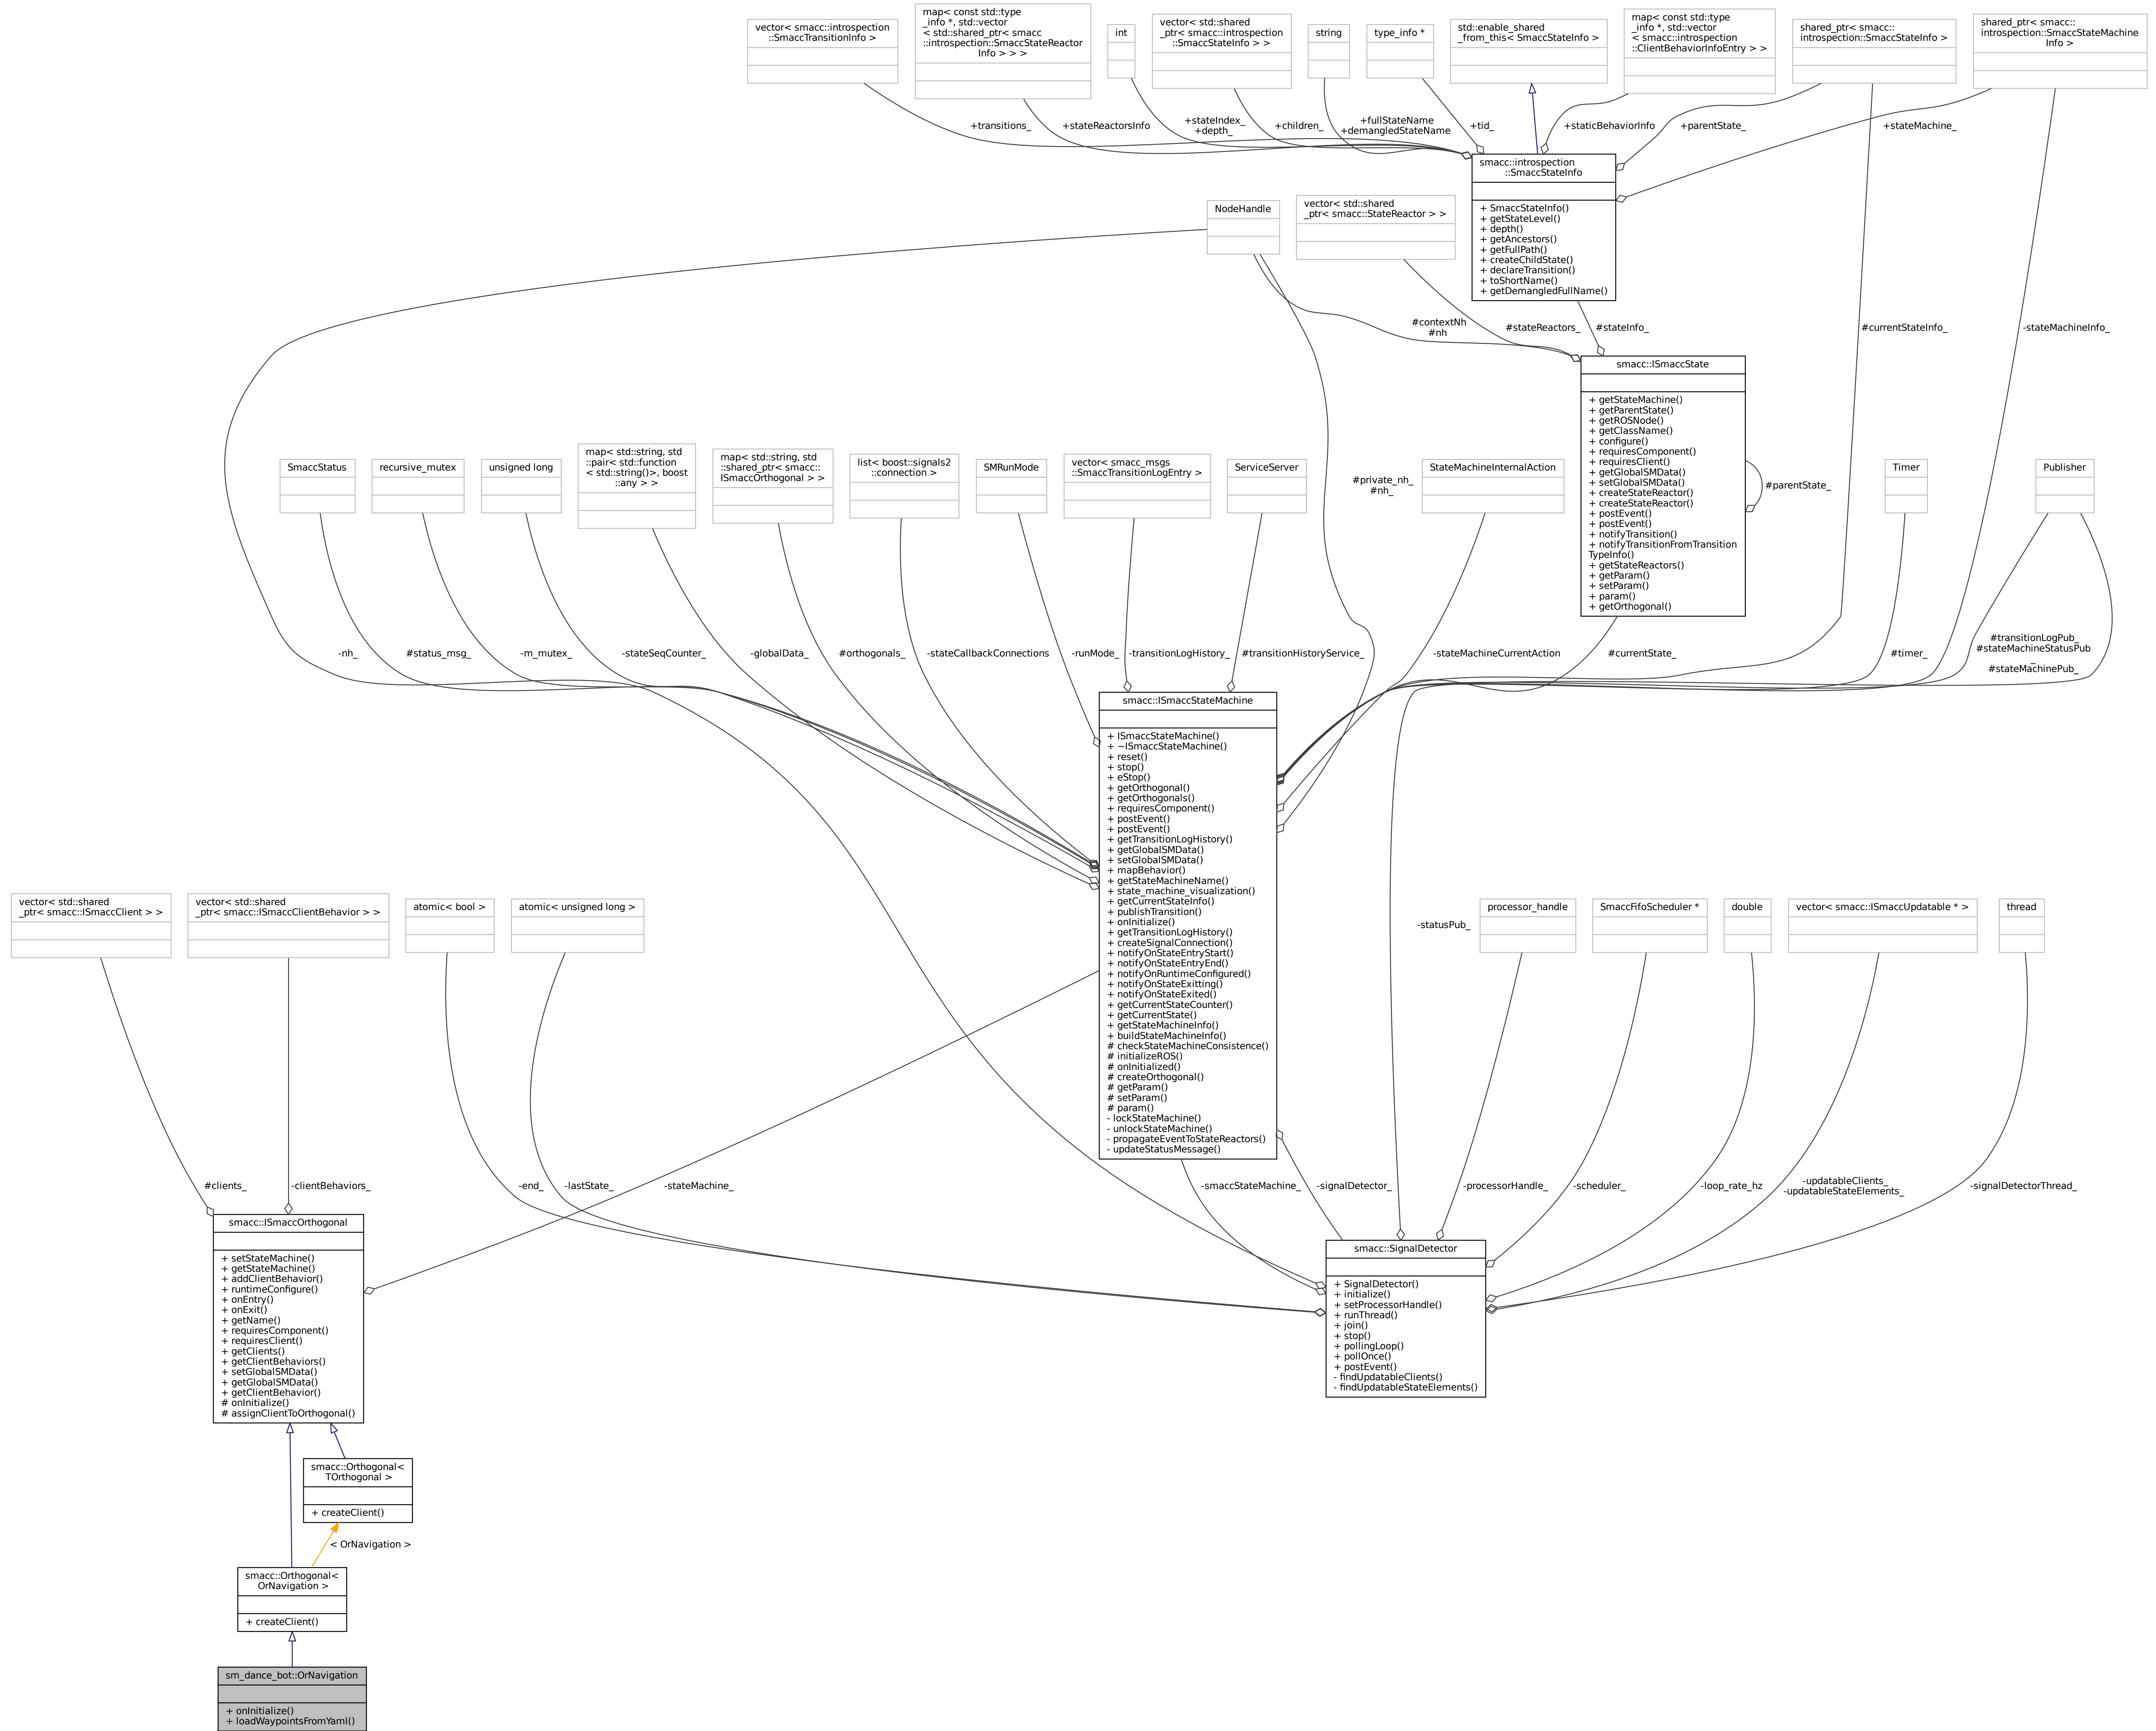 vector< smacc::introspection
::SmaccTransitionInfo >
map< const std::type
_info *, std::vector
< std::shared_ptr< smacc
::introspection::SmaccStateReactor
Info > > >
int
vector< std::shared
_ptr< smacc::introspection
::SmaccStateInfo > >
string
type_info *
std::enable_shared
_from_this< SmaccStateInfo >
map< const std::type
_info *, std::vector
< smacc::introspection
::ClientBehaviorInfoEntry > >
shared_ptr< smacc::
introspection::SmaccStateInfo >
shared_ptr< smacc::
introspection::SmaccStateMachine
Info >
+transitions_
+stateReactorsInfo
+stateIndex_
+depth_
+children_
+fullStateName
+demangledStateName
+tid_
+staticBehaviorInfo
+parentState_
+stateMachine_
smacc::introspection
::SmaccStateInfo
+ SmaccStateInfo()
+ getStateLevel()
+ depth()
+ getAncestors()
+ getFullPath()
+ createChildState()
+ declareTransition()
+ toShortName()
+ getDemangledFullName()
NodeHandle
vector< std::shared
_ptr< smacc::StateReactor > >
#contextNh
#nh
#stateReactors_
#stateInfo_
#currentStateInfo_
-stateMachineInfo_
smacc::ISmaccState
+ getStateMachine()
+ getParentState()
+ getROSNode()
+ getClassName()
+ configure()
+ requiresComponent()
+ requiresClient()
+ getGlobalSMData()
+ setGlobalSMData()
+ createStateReactor()
+ createStateReactor()
+ postEvent()
+ postEvent()
+ notifyTransition()
+ notifyTransitionFromTransition
TypeInfo()
+ getStateReactors()
+ getParam()
+ setParam()
+ param()
+ getOrthogonal()
#parentState_
SmaccStatus
recursive_mutex
unsigned long
map< std::string, std
::pair< std::function
< std::string()>, boost
::any > >
map< std::string, std
::shared_ptr< smacc::
ISmaccOrthogonal > >
list< boost::signals2
::connection >
SMRunMode
vector< smacc_msgs
::SmaccTransitionLogEntry >
ServiceServer
#private_nh_
#nh_
StateMachineInternalAction
Timer
Publisher
-nh_
#status_msg_
-m_mutex_
-stateSeqCounter_
-globalData_
#orthogonals_
-stateCallbackConnections
-runMode_
-transitionLogHistory_
#transitionHistoryService_
-stateMachineCurrentAction
#currentState_
#timer_
#transitionLogPub_
#stateMachineStatusPub
_
#stateMachinePub_
smacc::ISmaccStateMachine
+ ISmaccStateMachine()
+ ~ISmaccStateMachine()
+ reset()
+ stop()
+ eStop()
+ getOrthogonal()
+ getOrthogonals()
+ requiresComponent()
+ postEvent()
+ postEvent()
+ getTransitionLogHistory()
+ getGlobalSMData()
+ setGlobalSMData()
+ mapBehavior()
+ getStateMachineName()
+ state_machine_visualization()
+ getCurrentStateInfo()
+ publishTransition()
+ onInitialize()
+ getTransitionLogHistory()
+ createSignalConnection()
+ notifyOnStateEntryStart()
+ notifyOnStateEntryEnd()
+ notifyOnRuntimeConfigured()
+ notifyOnStateExitting()
+ notifyOnStateExited()
+ getCurrentStateCounter()
+ getCurrentState()
+ getStateMachineInfo()
+ buildStateMachineInfo()
# checkStateMachineConsistence()
# initializeROS()
# onInitialized()
# createOrthogonal()
# getParam()
# setParam()
# param()
- lockStateMachine()
- unlockStateMachine()
- propagateEventToStateReactors()
- updateStatusMessage()
vector< std::shared
_ptr< smacc::ISmaccClient > >
vector< std::shared
_ptr< smacc::ISmaccClientBehavior > >
atomic< bool >
atomic< unsigned long >
-statusPub_
processor_handle
SmaccFifoScheduler *
double
vector< smacc::ISmaccUpdatable * >
thread
#clients_
-clientBehaviors_
-end_
-lastState_
-stateMachine_
-smaccStateMachine_
-signalDetector_
-processorHandle_
-scheduler_
-loop_rate_hz
-updatableClients_
-updatableStateElements_
-signalDetectorThread_
smacc::ISmaccOrthogonal
+ setStateMachine()
+ getStateMachine()
+ addClientBehavior()
+ runtimeConfigure()
+ onEntry()
+ onExit()
+ getName()
+ requiresComponent()
+ requiresClient()
+ getClients()
+ getClientBehaviors()
+ setGlobalSMData()
+ getGlobalSMData()
+ getClientBehavior()
# onInitialize()
# assignClientToOrthogonal()
smacc::SignalDetector
+ SignalDetector()
+ initialize()
+ setProcessorHandle()
+ runThread()
+ join()
+ stop()
+ pollingLoop()
+ pollOnce()
+ postEvent()
- findUpdatableClients()
- findUpdatableStateElements()
smacc::Orthogonal<
TOrthogonal >
+ createClient()
< OrNavigation >
smacc::Orthogonal<
OrNavigation >
+ createClient()
sm_dance_bot::OrNavigation
+ onInitialize()
+ loadWaypointsFromYaml()